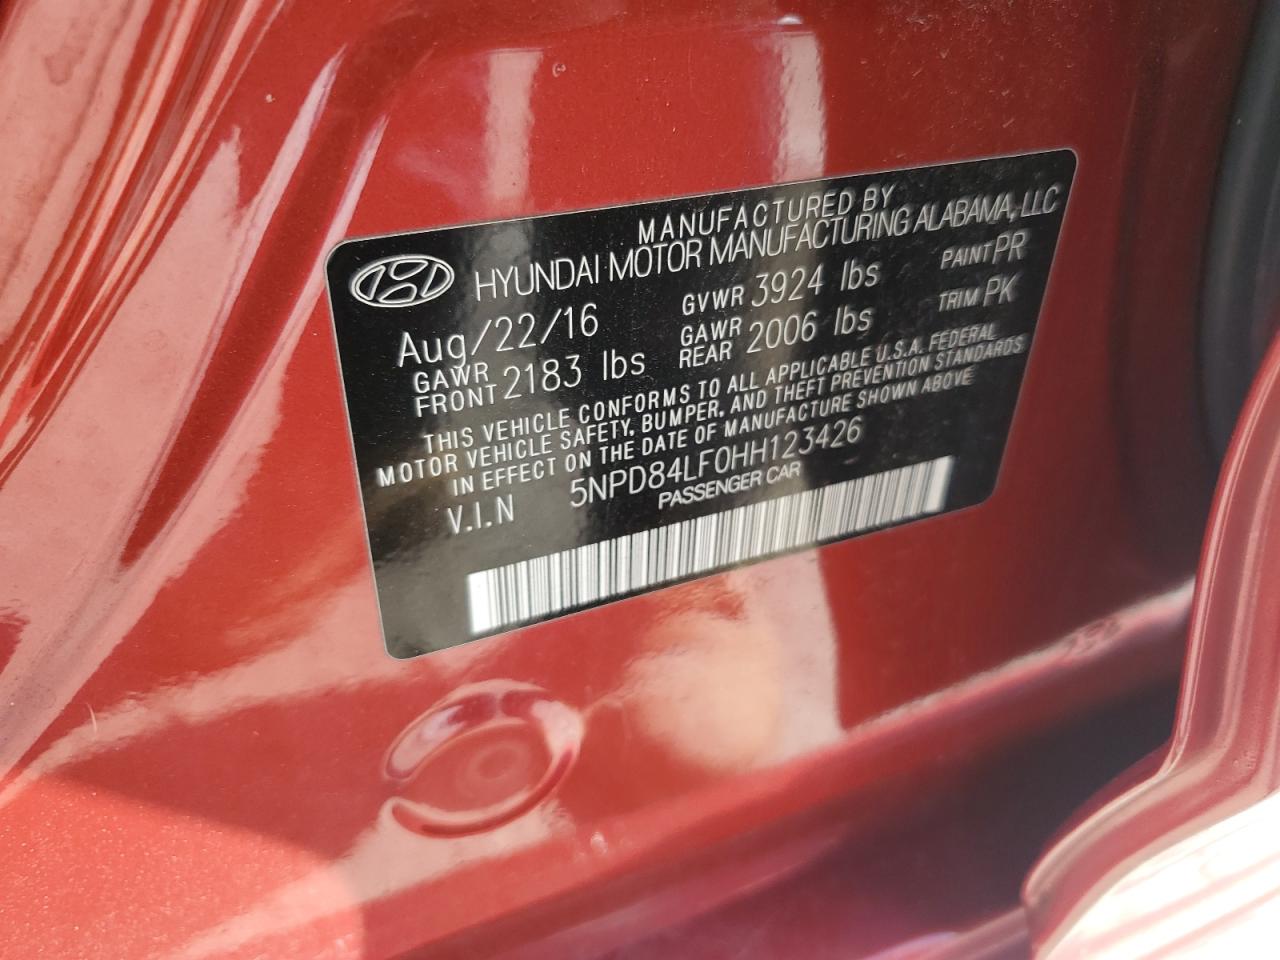 MANUFACTURED BY
HYUNDAI MOTOR MANUFACTURING ALABAMA, LLC
Aug/22/16 GVWR 3924 lbs PAINT PR
GAWR FRONT 2183 lbs GAWR REAR 2006 lbs TRIM PK
THIS VEHICLE CONFORMS TO ALL APPLICABLE U.S.A. FEDERAL
MOTOR VEHICLE SAFETY, BUMPER, AND THEFT PREVENTION STANDARDS
IN EFFECT ON THE DATE OF MANUFACTURE SHOWN ABOVE
V.I.N 5NPD84LF0HH123426
PASSENGER CAR